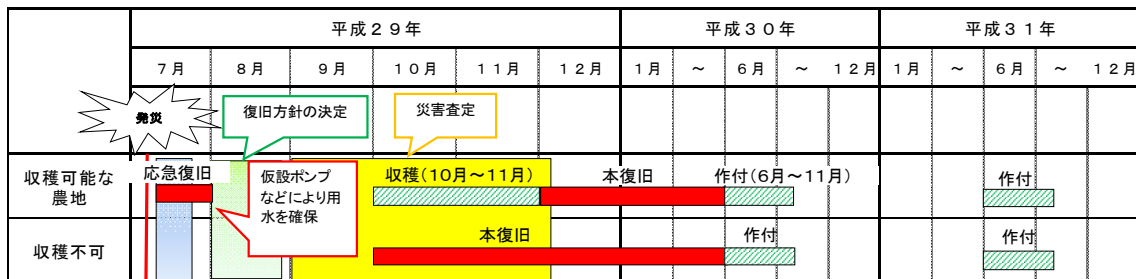 平成２９年 平成３０年 平成３１年
７月 ８月 ９月 １０月 １１月 １２月 １月 ～ ６月 ～ １２月 １月 ～ ６月 ～ １２月
発災
復旧方針の決定
災害査定
収穫可能な
農地
応急復旧
仮設ポンプ
などにより用
水を確保
収穫(１０月～１１月)
本復旧
作付(６月～１１月)
作付
収穫不可
本復旧
作付
作付